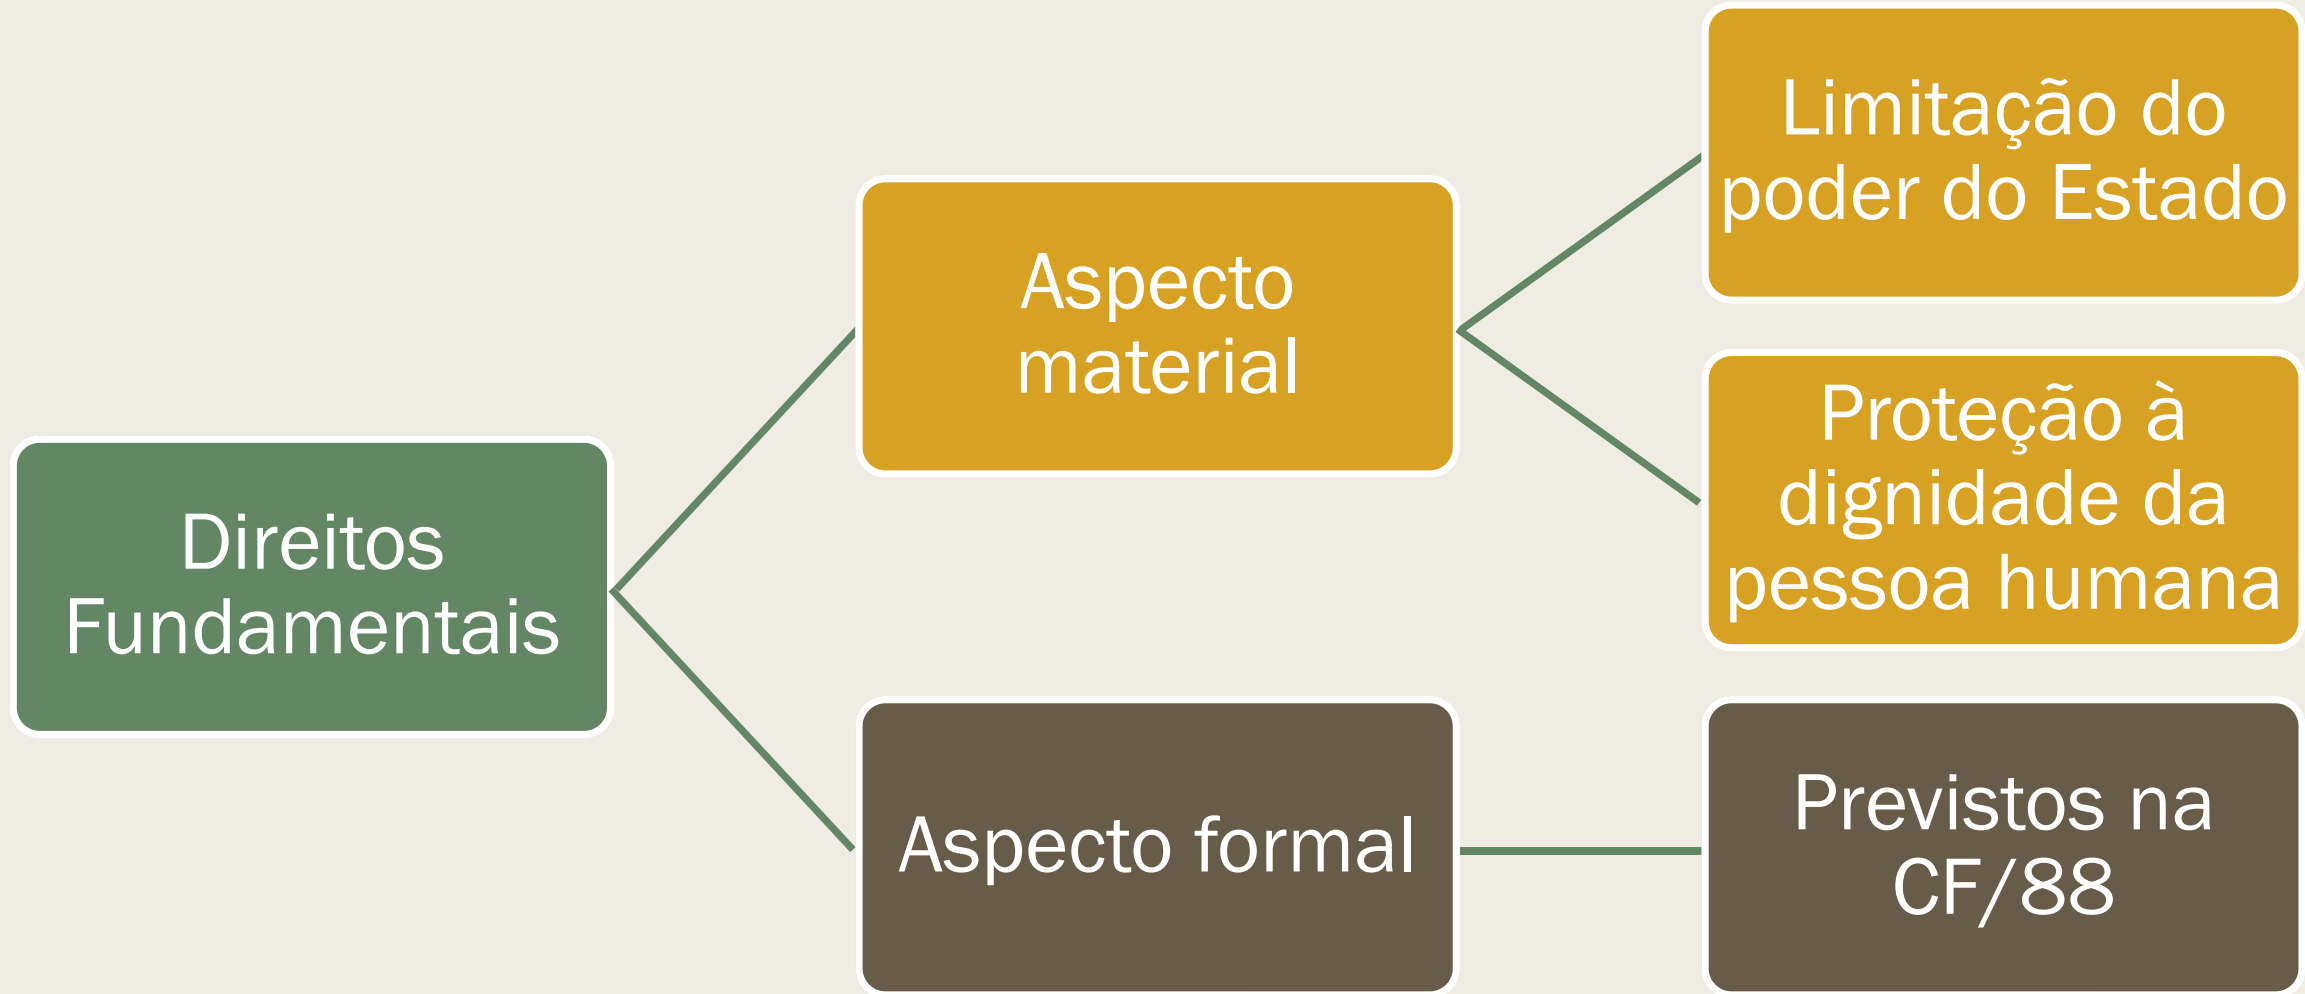 Direitos
Fundamentais
Aspecto
material
Limitação do
poder do Estado
Proteção à
dignidade da
pessoa humana
Aspecto formal
Previstos na
CF/88